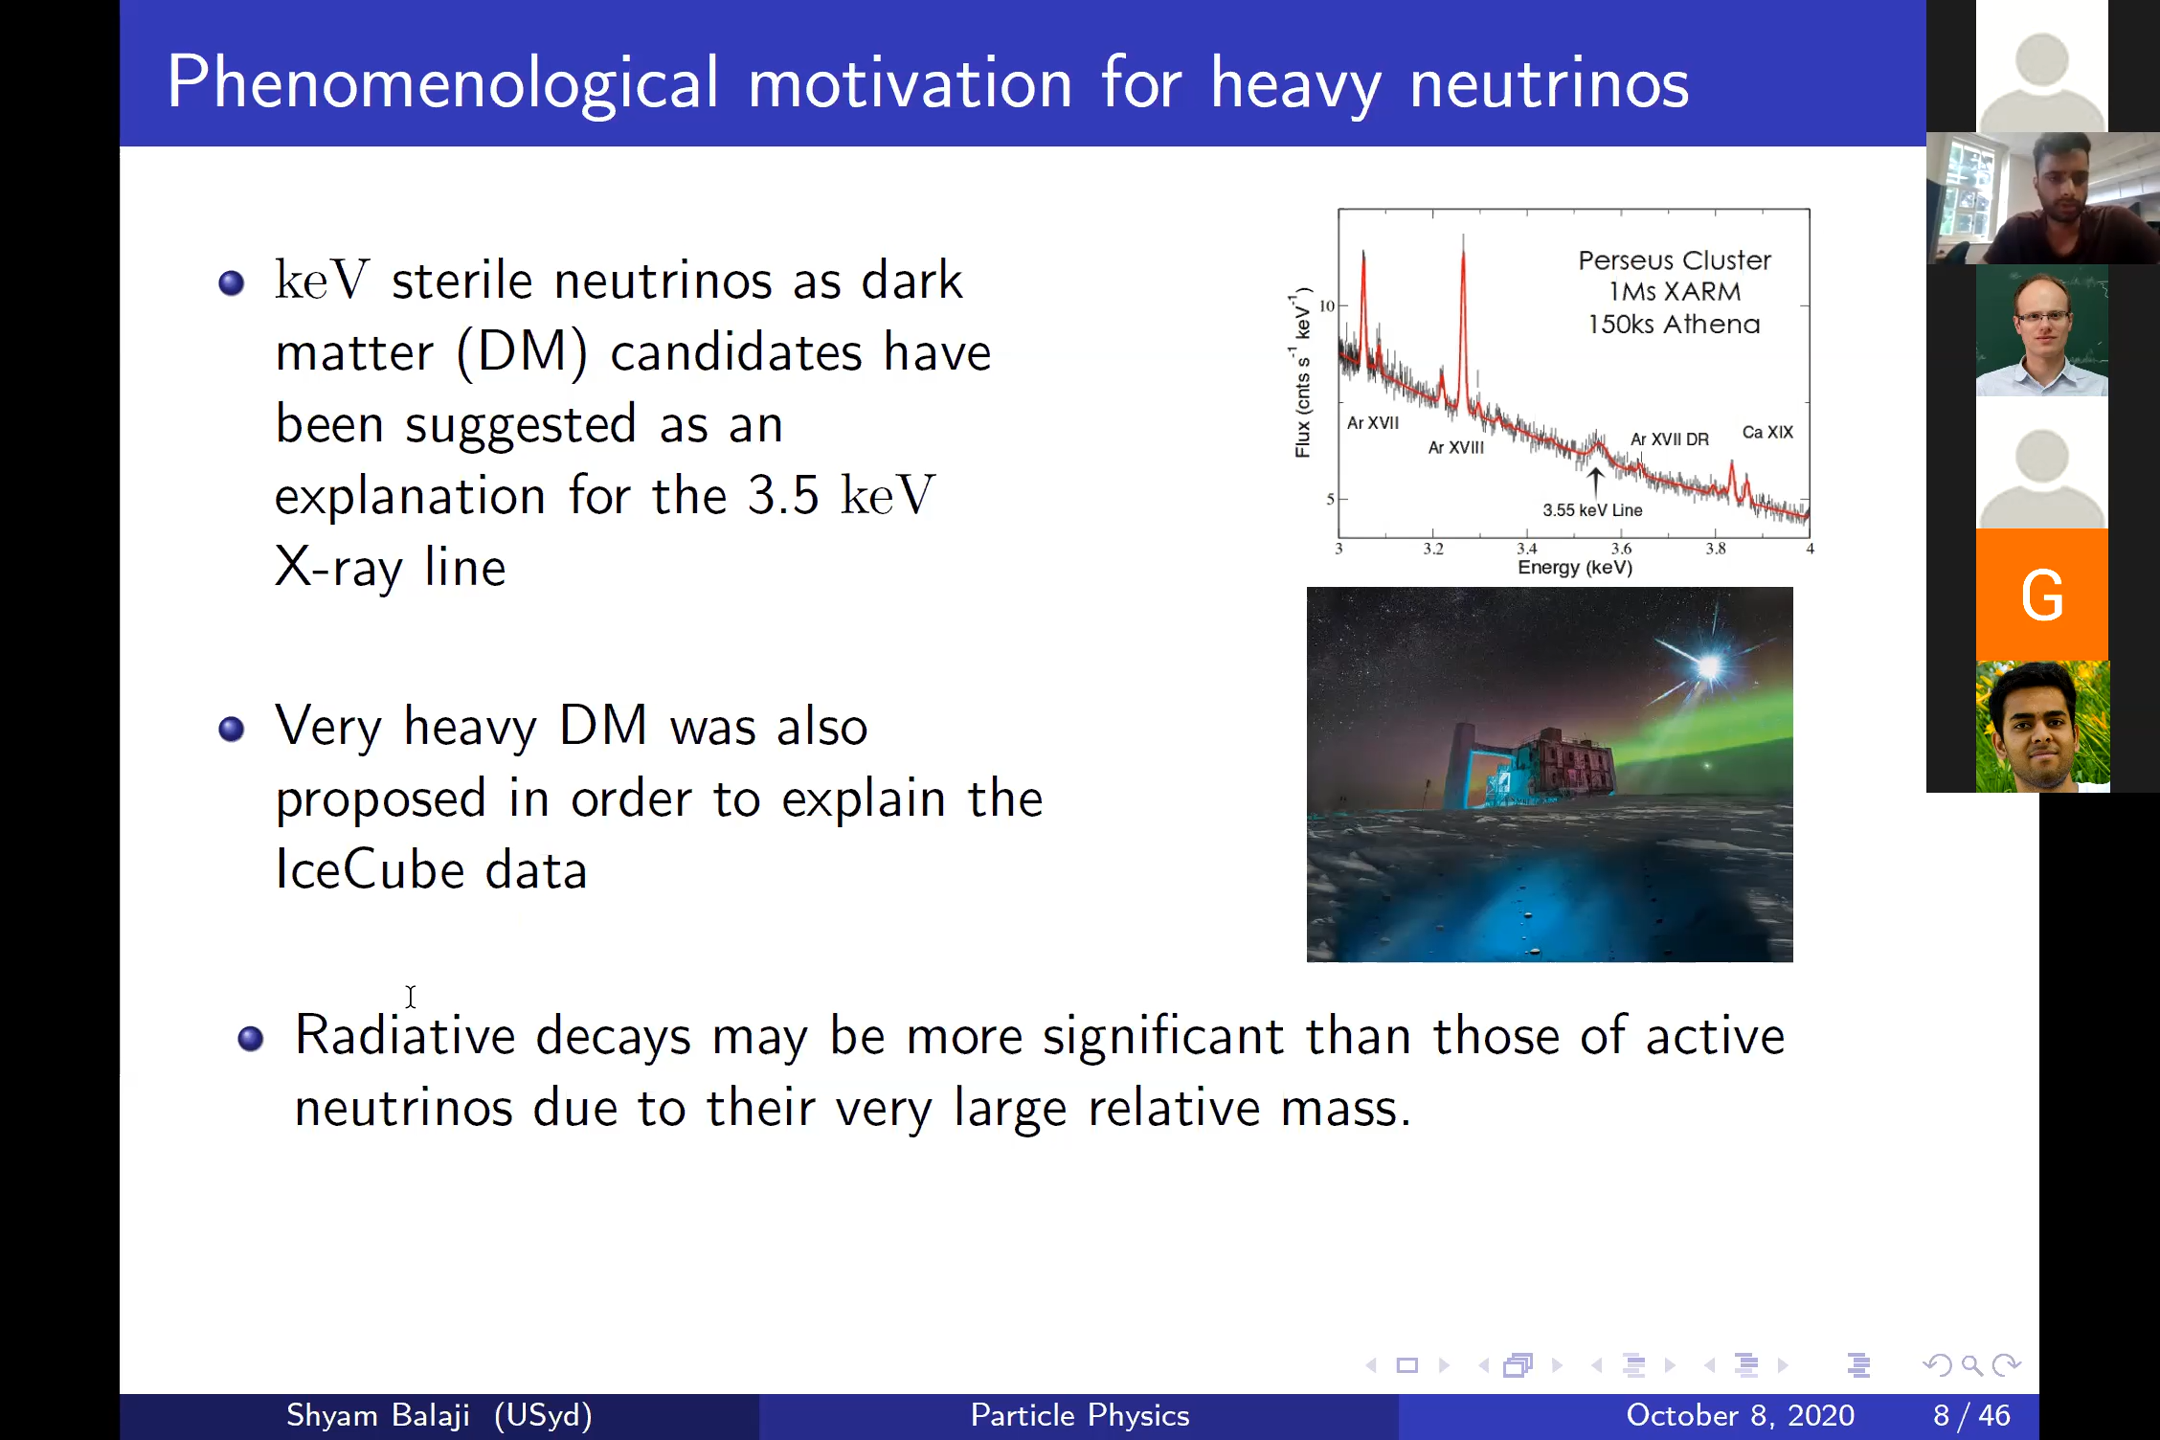 Phenomenological motivation for heavy neutrinos
keV sterile neutrinos as dark
matter (DM) candidates have
been suggested as an
explanation for the 3.5 keV
X-ray line
Very heavy DM was also
proposed in order to explain the
IceCube data
Radiative decays may be more significant than those of active
neutrinos due to their very large relative mass.
Perseus Cluster
1Ms XARM
150ks Athena
Flux (cnts s⁻¹ keV⁻¹)
10
5
Ar XVII
Ar XVIII
3.55 keV Line
Ar XVII DR
Ca XIX
3 3.2 3.4 3.6 3.8 4
Energy (keV)
G
Shyam Balaji (USyd) Particle Physics October 8, 2020 8 / 46